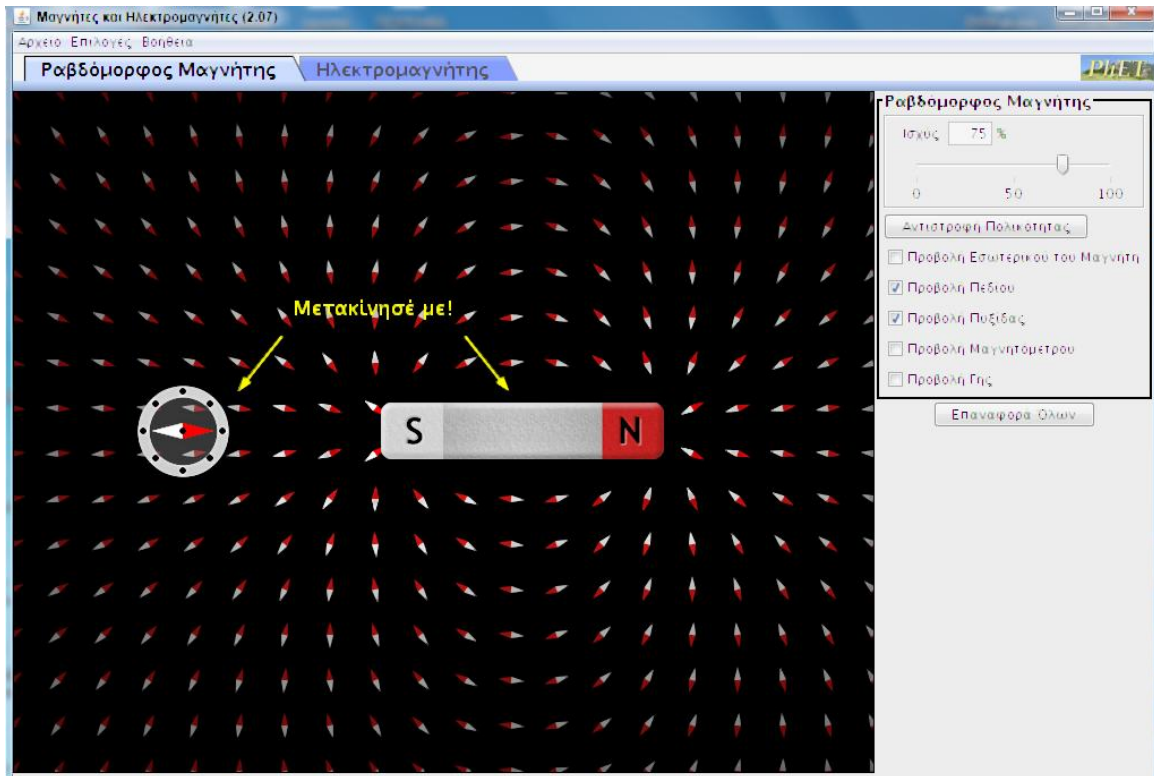 Μαγνήτες και Ηλεκτρομαγνήτες (2.07)
Αρχείο Επιλογές Βοήθεια
Ραβδόμορφος Μαγνήτης Ηλεκτρομαγνήτης
PhET
Ραβδόμορφος Μαγνήτης
Ισχύς 75 %
0 50 100
Αντιστροφή Πολικότητας
Προβολή Εσωτερικού του Μαγνήτη
Προβολή Πεδίου
Προβολή Πυξίδας
Προβολή Μαγνητόμετρου
Προβολή Γης
Επαναφορά Όλων
Μετακίνησέ με!
S N